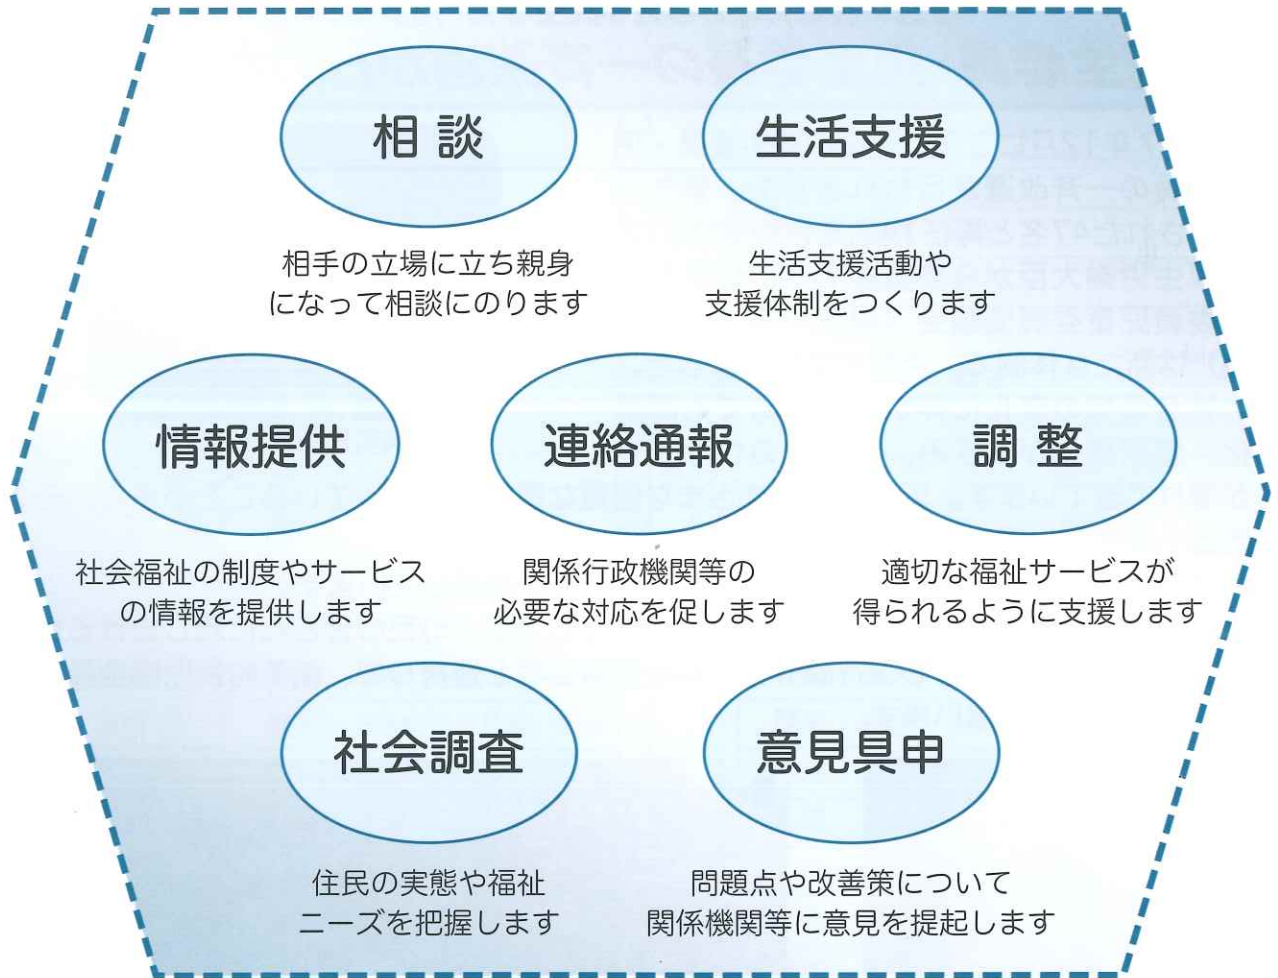 相談
生活支援
相手の立場に立ち親身
になって相談にのります
生活支援活動や
支援体制をつくります
情報提供
連絡通報
調整
社会福祉の制度やサービス
の情報を提供します
関係行政機関等の
必要な対応を促します
適切な福祉サービスが
得られるように支援します
社会調査
意見具申
住民の実態や福祉
ニーズを把握します
問題点や改善策について
関係機関等に意見を提起します